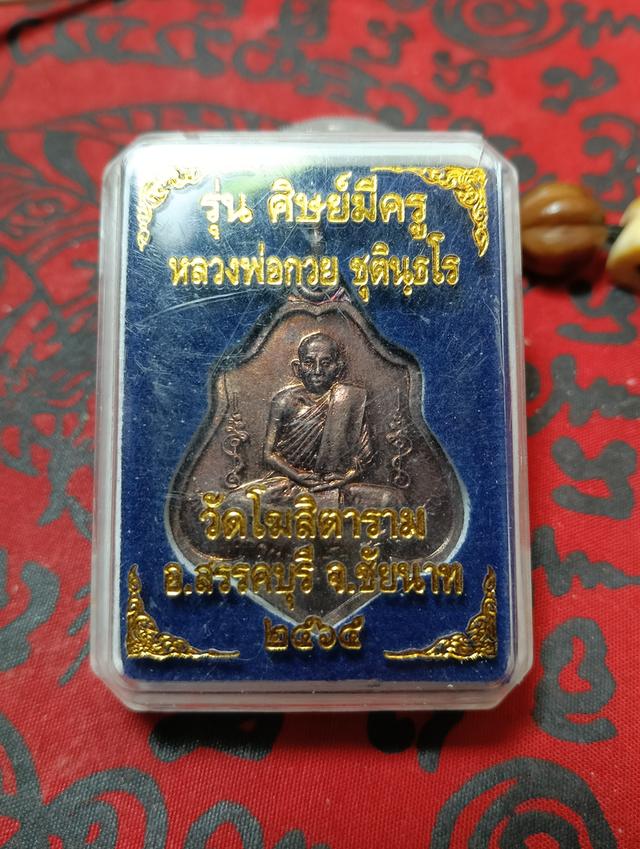 รุ่น ศิษย์มีครู
หลวงพ่อกวย ชุตินฺธโร
วัดโฆสิตาราม
อ.สรรคบุรี จ.ชัยนาท
๒๕๖๕